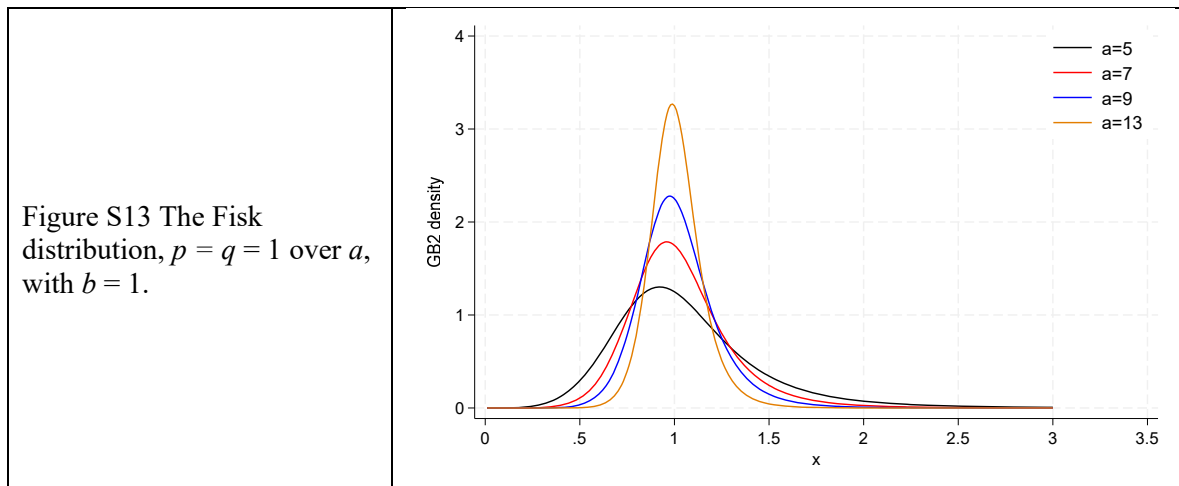 Figure S13 The Fisk
distribution, p = q = 1 over a,
with b = 1.
GB2 density
4
3
2
1
0
0 .5 1 1.5 2 2.5 3 3.5
x
a=5
a=7
a=9
a=13